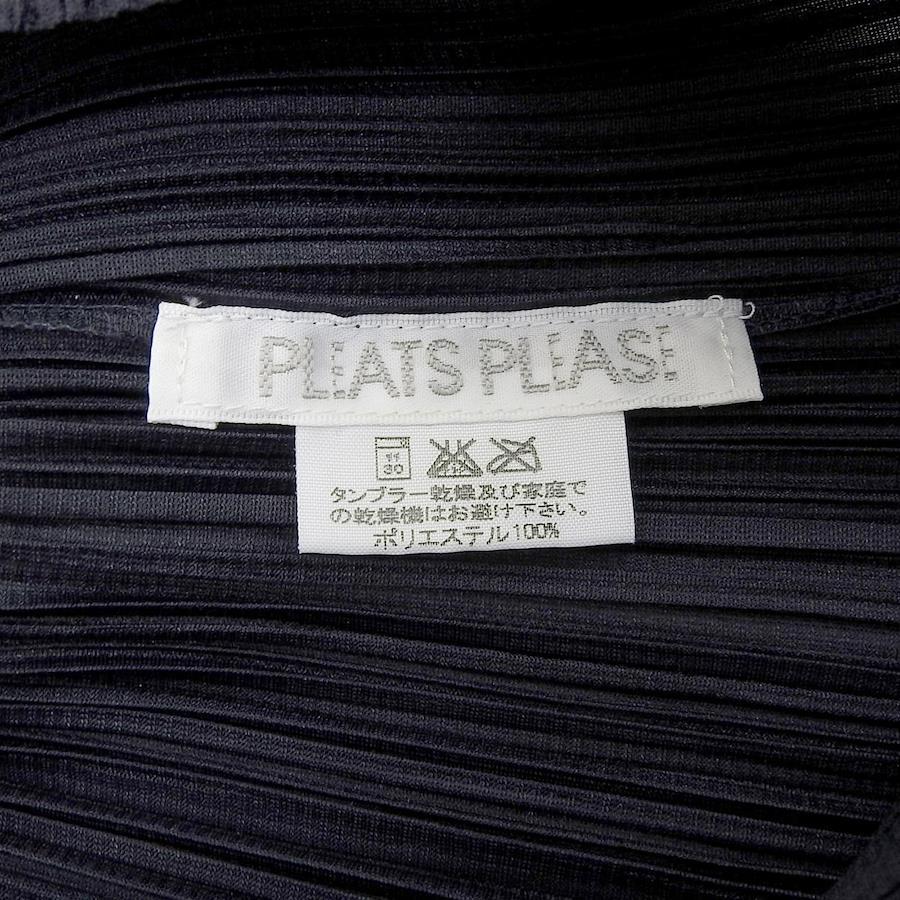 PLEATS PLEASE
30
タンブラー乾燥及び家庭で
の乾燥機はお避け下さい。
ポリエステル100%